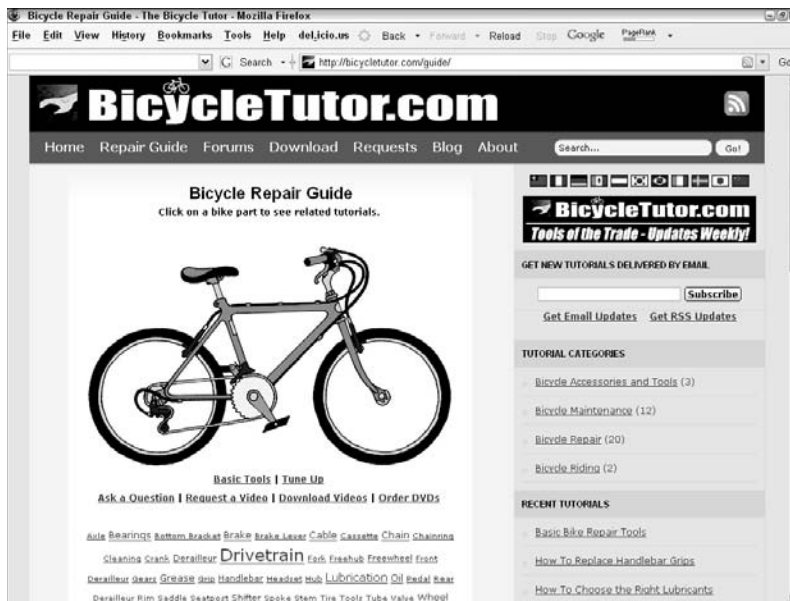 Bicycle Repair Guide - The Bicycle Tutor - Mozilla Firefox
File Edit View History Bookmarks Tools Help del.icio.us Back Forward Reload Stop Google PageRank
G Search http://bicycletutor.com/guide/ Go
BicycleTutor.com
Home Repair Guide Forums Download Requests Blog About Search... Go!
Bicycle Repair Guide
Click on a bike part to see related tutorials.
Basic Tools | Tune Up
Ask a Question | Request a Video | Download Videos | Order DVDs
Axle Bearings Bottom Bracket Brake Brake Lever Cable Cassette Chain Chainring
Cleaning Crank Derailleur Drivetrain Fork Freehub Freewheel Front
Derailleur Gears Grease Grip Handlebar Headset Hub Lubrication Oil Pedal Rear
Derailleur Rim Saddle Seatpost Shifter Spoke Stem Tire Tools Tube Valve Wheel
BicycleTutor.com
Tools of the Trade - Updates Weekly!
GET NEW TUTORIALS DELIVERED BY EMAIL
Subscribe
Get Email Updates Get RSS Updates
TUTORIAL CATEGORIES
Bicycle Accessories and Tools (3)
Bicycle Maintenance (12)
Bicycle Repair (20)
Bicycle Riding (2)
RECENT TUTORIALS
Basic Bike Repair Tools
How To Replace Handlebar Grips
How To Choose the Right Lubricants